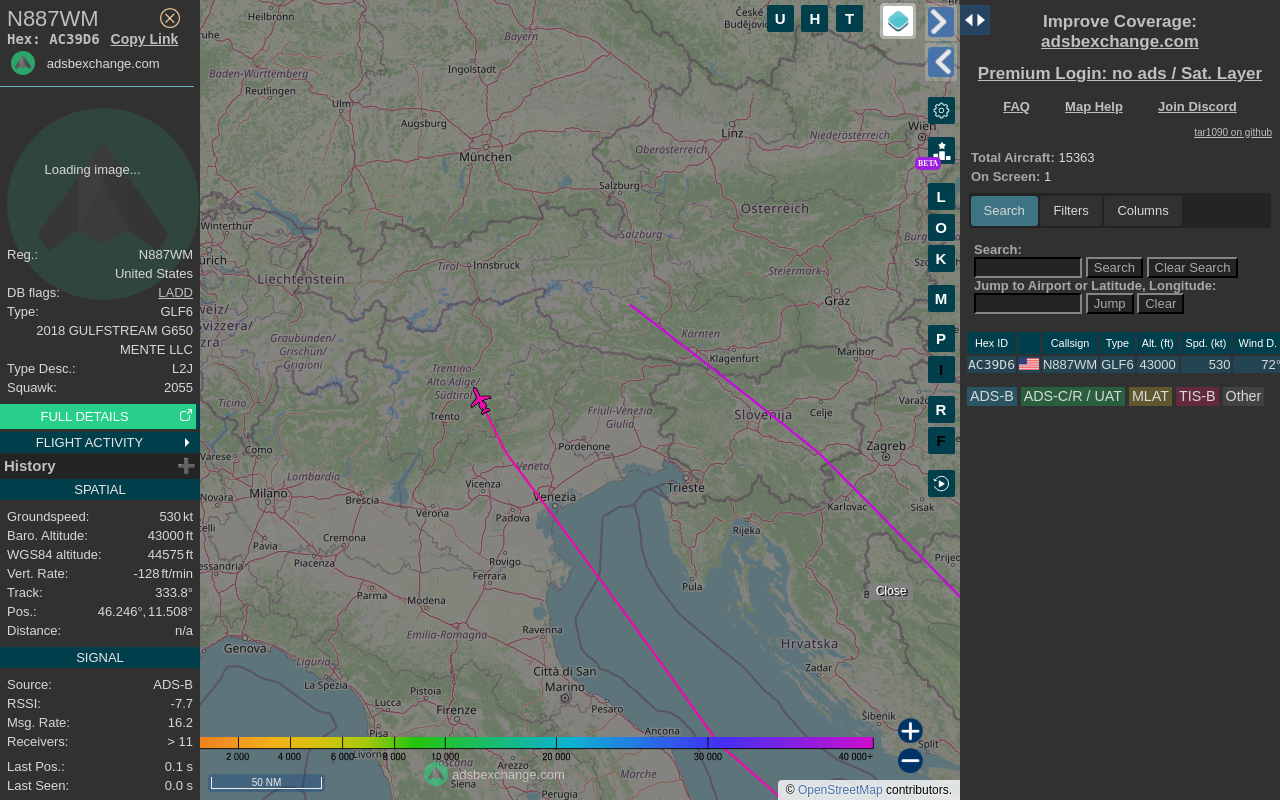 N887WM
Hex: AC39D6 Copy Link
adsbexchange.com
Loading image...
Reg.: N887WM
United States
DB flags: LADD
Type: GLF6
2018 GULFSTREAM G650
MENTE LLC
Type Desc.: L2J
Squawk: 2055
FULL DETAILS
FLIGHT ACTIVITY
History
SPATIAL
Groundspeed: 530 kt
Baro. Altitude: 43000 ft
WGS84 altitude: 44575 ft
Vert. Rate: -128 ft/min
Track: 333.8°
Pos.: 46.246°, 11.508°
Distance: n/a
SIGNAL
Source: ADS-B
RSSI: -7.7
Msg. Rate: 16.2
Receivers: > 11
Last Pos.: 0.1 s
Last Seen: 0.0 s
Heilbronn
České
Budějovice
U H T
Bayern
Ingolstadt
Baden-Württemberg
Reutlingen
Ulm
Augsburg
Linz
Niederösterreich
Wien
Oberösterreich
München
BETA
Salzburg
L
Österreich
Winterthur
O
Salzburg
K
Tirol
Innsbruck
Steiermark
Liechtenstein
M
Graz
Graubünden/
Grischun/
Grigioni
Kärnten
P
Klagenfurt
Maribor
I
Trentino-
Alto Adige/
Südtirol
Ticino
R
Trento
Friuli-Venezia
Giulia
Slovenija
Celje
F
Como
Varese
Pordenone
Zagreb
Veneto
Lombardia
Vicenza
Trieste
Novara
Milano
Brescia
Venezia
Verona
Padova
Karlovac
Sisak
Rijeka
Pavia
Cremona
Piacenza
Rovigo
Ferrara
Pula
Parma
Modena
Close
Ravenna
Emilia-Romagna
Genova
Hrvatska
Liguria
Zadar
La Spezia
Città di San
Marino
Pistoia
Lucca
Firenze
Pesaro
Šibenik
Pisa
Ancona
Split
2 000 4 000 6 000 8 000 10 000 20 000 30 000 40 000+
Livorno
Toscana
Arezzo
Siena
Marche
Perugia
adsbexchange.com
50 NM
© OpenStreetMap contributors.
Improve Coverage:
adsbexchange.com
Premium Login: no ads / Sat. Layer
FAQ Map Help Join Discord
tar1090 on github
Total Aircraft: 15363
On Screen: 1
Search Filters Columns
Search:
Search Clear Search
Jump to Airport or Latitude, Longitude:
Jump Clear
Hex ID Callsign Type Alt. (ft) Spd. (kt) Wind D.
AC39D6 N887WM GLF6 43000 530 72°
ADS-B ADS-C/R / UAT MLAT TIS-B Other